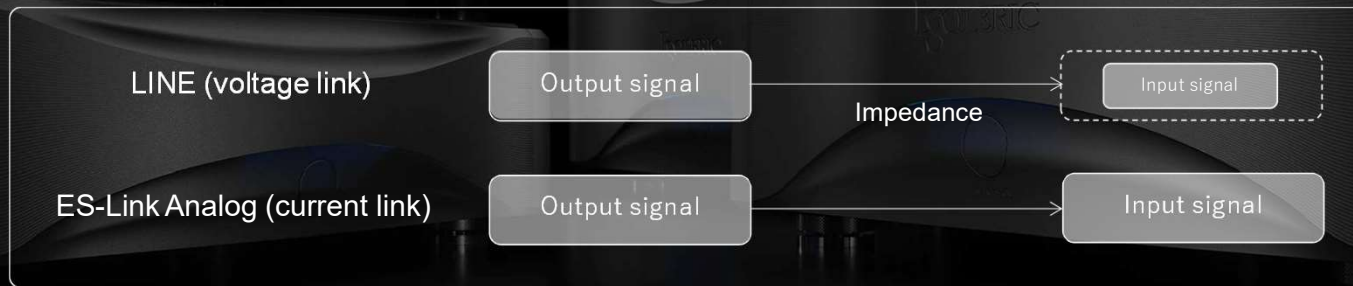 LINE (voltage link)
Output signal
Impedance
Input signal
ES-Link Analog (current link)
Output signal
Input signal